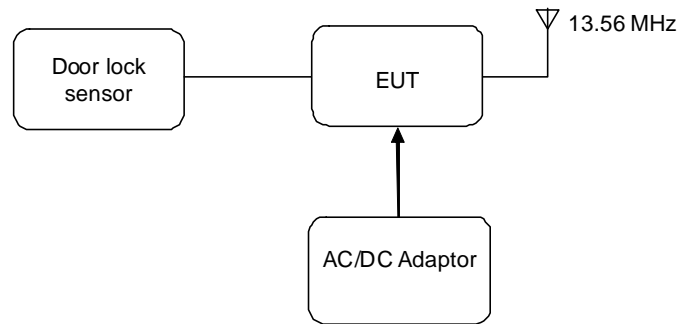 13.56 MHz
Door lock
sensor
EUT
AC/DC Adaptor